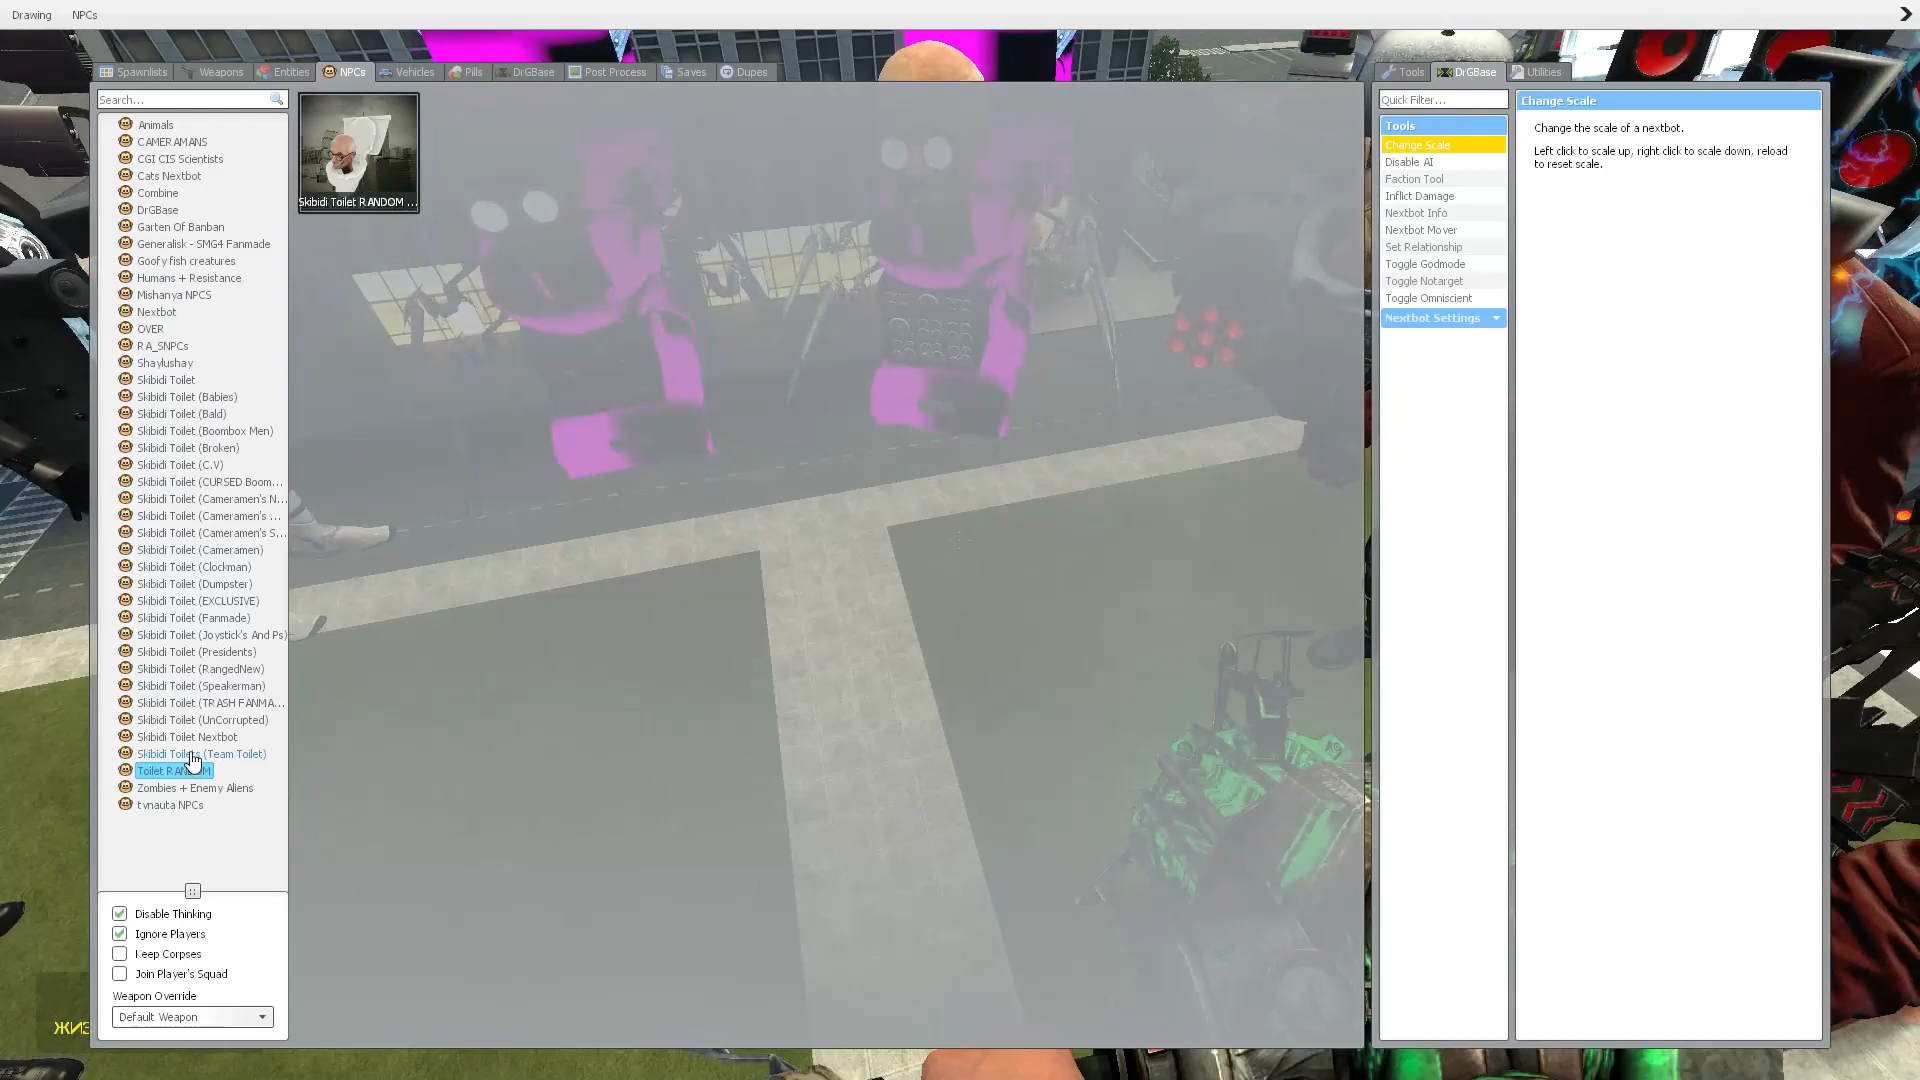 Drawing NPCs
Spawnlists Weapons Entities NPCs Vehicles Pills DrGBase Post Process Saves Dupes
Search...
Animals
CAMERAMANS
CGI CIS Scientists
Cats Nextbot
Combine
DrGBase
Garten Of Banban
Generalisk - SMG4 Fanmade
Goofy fish creatures
Humans + Resistance
Mishanya NPCS
Nextbot
OVER
RA_SNPCs
Shaylushay
Skibidi Toilet
Skibidi Toilet (Babies)
Skibidi Toilet (Bald)
Skibidi Toilet (Boombox Men)
Skibidi Toilet (Broken)
Skibidi Toilet (C.V)
Skibidi Toilet (CURSED Boom...
Skibidi Toilet (Cameramen's N...
Skibidi Toilet (Cameramen's ...
Skibidi Toilet (Cameramen's S...
Skibidi Toilet (Cameramen)
Skibidi Toilet (Clockman)
Skibidi Toilet (Dumpster)
Skibidi Toilet (EXCLUSIVE)
Skibidi Toilet (Fanmade)
Skibidi Toilet (Joystick's And Ps)
Skibidi Toilet (Presidents)
Skibidi Toilet (RangedNew)
Skibidi Toilet (Speakerman)
Skibidi Toilet (TRASH FANMA...
Skibidi Toilet (UnCorrupted)
Skibidi Toilet Nextbot
Skibidi Toilets (Team Toilet)
Toilet RANDOM
Zombies + Enemy Aliens
tvnauta NPCs
Disable Thinking
Ignore Players
Keep Corpses
Join Player's Squad
Weapon Override
Default Weapon
Skibidi Toilet RANDOM ...
Tools DrGBase Utilities
Quick Filter...
Tools
Change Scale
Disable AI
Faction Tool
Inflict Damage
Nextbot Info
Nextbot Mover
Set Relationship
Toggle Godmode
Toggle Notarget
Toggle Omniscient
Nextbot Settings
Change Scale
Change the scale of a nextbot.
Left click to scale up, right click to scale down, reload
to reset scale.